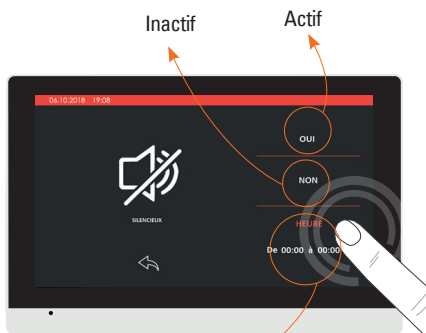 Inactif
Actif
06.10.2018 19:08
OUI
NON
SILENCIEUX
HEURE
De 00:00 à 00:00